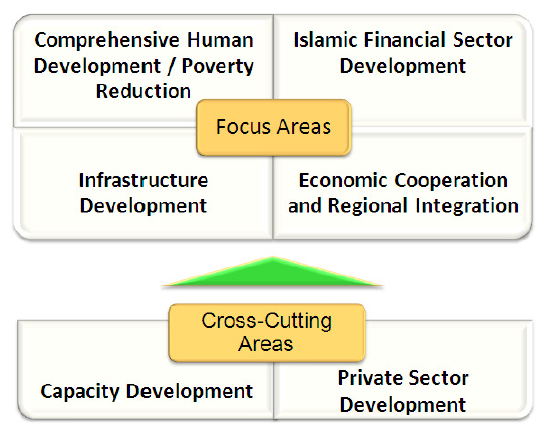 Comprehensive Human
Development / Poverty
Reduction
Islamic Financial Sector
Development
Focus Areas
Infrastructure
Development
Economic Cooperation
and Regional Integration
Cross-Cutting
Areas
Capacity Development
Private Sector
Development